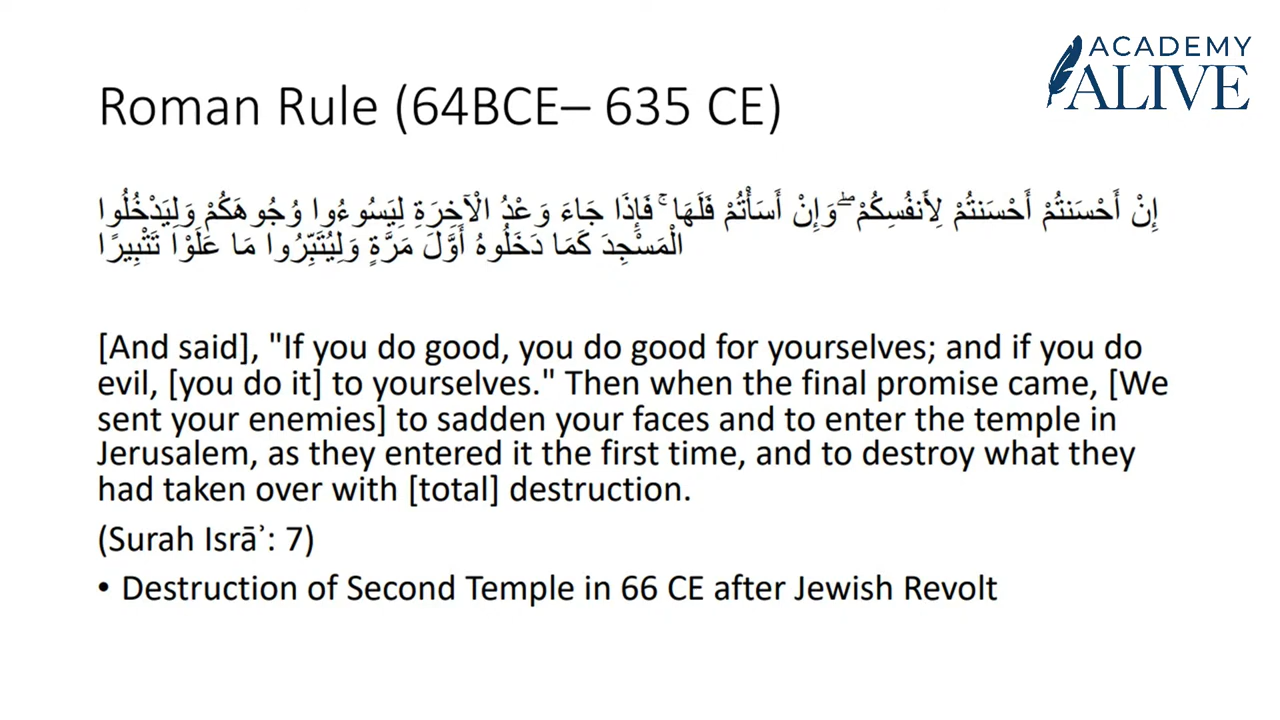 ACADEMY
ALIVE
Roman Rule (64BCE– 635 CE)
إِنْ أَحْسَنتُمْ أَحْسَنتُمْ لِأَنفُسِكُمْ ۖ وَإِنْ أَسَأْتُمْ فَلَهَا ۚ فَإِذَا جَاءَ وَعْدُ الْآخِرَةِ لِيَسُوءُوا وُجُوهَكُمْ وَلِيَدْخُلُوا
الْمَسْجِدَ كَمَا دَخَلُوهُ أَوَّلَ مَرَّةٍ وَلِيُتَبِّرُوا مَا عَلَوْا تَتْبِيرًا
[And said], "If you do good, you do good for yourselves; and if you do
evil, [you do it] to yourselves." Then when the final promise came, [We
sent your enemies] to sadden your faces and to enter the temple in
Jerusalem, as they entered it the first time, and to destroy what they
had taken over with [total] destruction.
(Surah Isrāʾ: 7)
• Destruction of Second Temple in 66 CE after Jewish Revolt